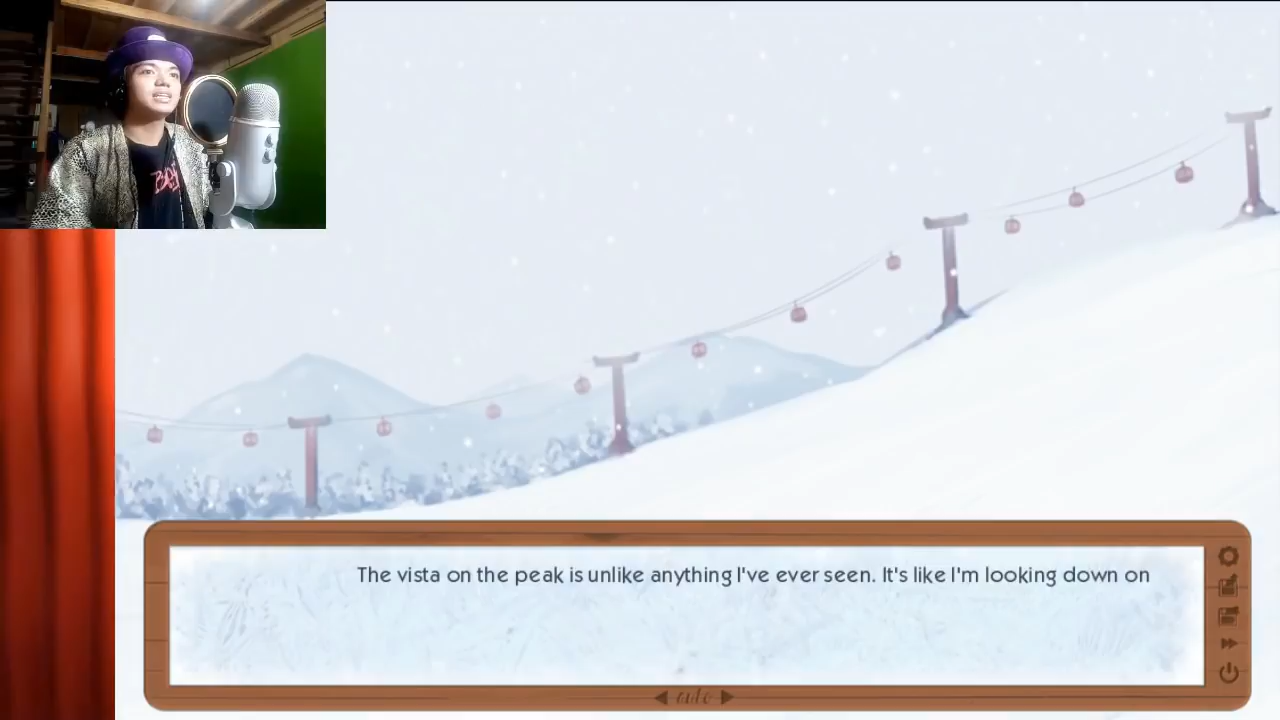 The vista on the peak is unlike anything I've ever seen. It's like I'm looking down on
auto